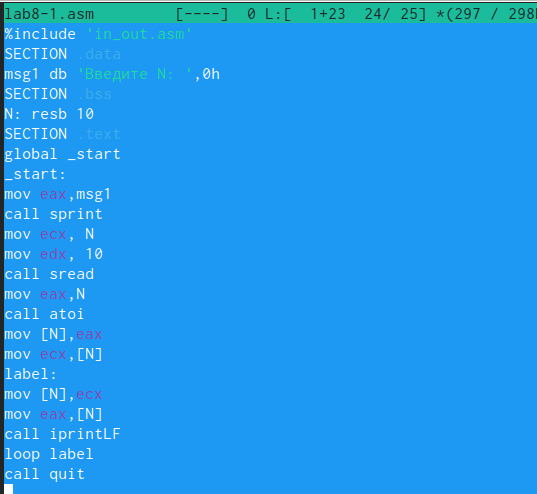 lab8-1.asm [----] 0 L:[ 1+23 24/ 25] *(297 / 298b
%include 'in_out.asm'
SECTION .data
msg1 db 'Введите N: ',0h
SECTION .bss
N: resb 10
SECTION .text
global _start
_start:
mov eax,msg1
call sprint
mov ecx, N
mov edx, 10
call sread
mov eax,N
call atoi
mov [N],eax
mov ecx,[N]
label:
mov [N],ecx
mov eax,[N]
call iprintLF
loop label
call quit